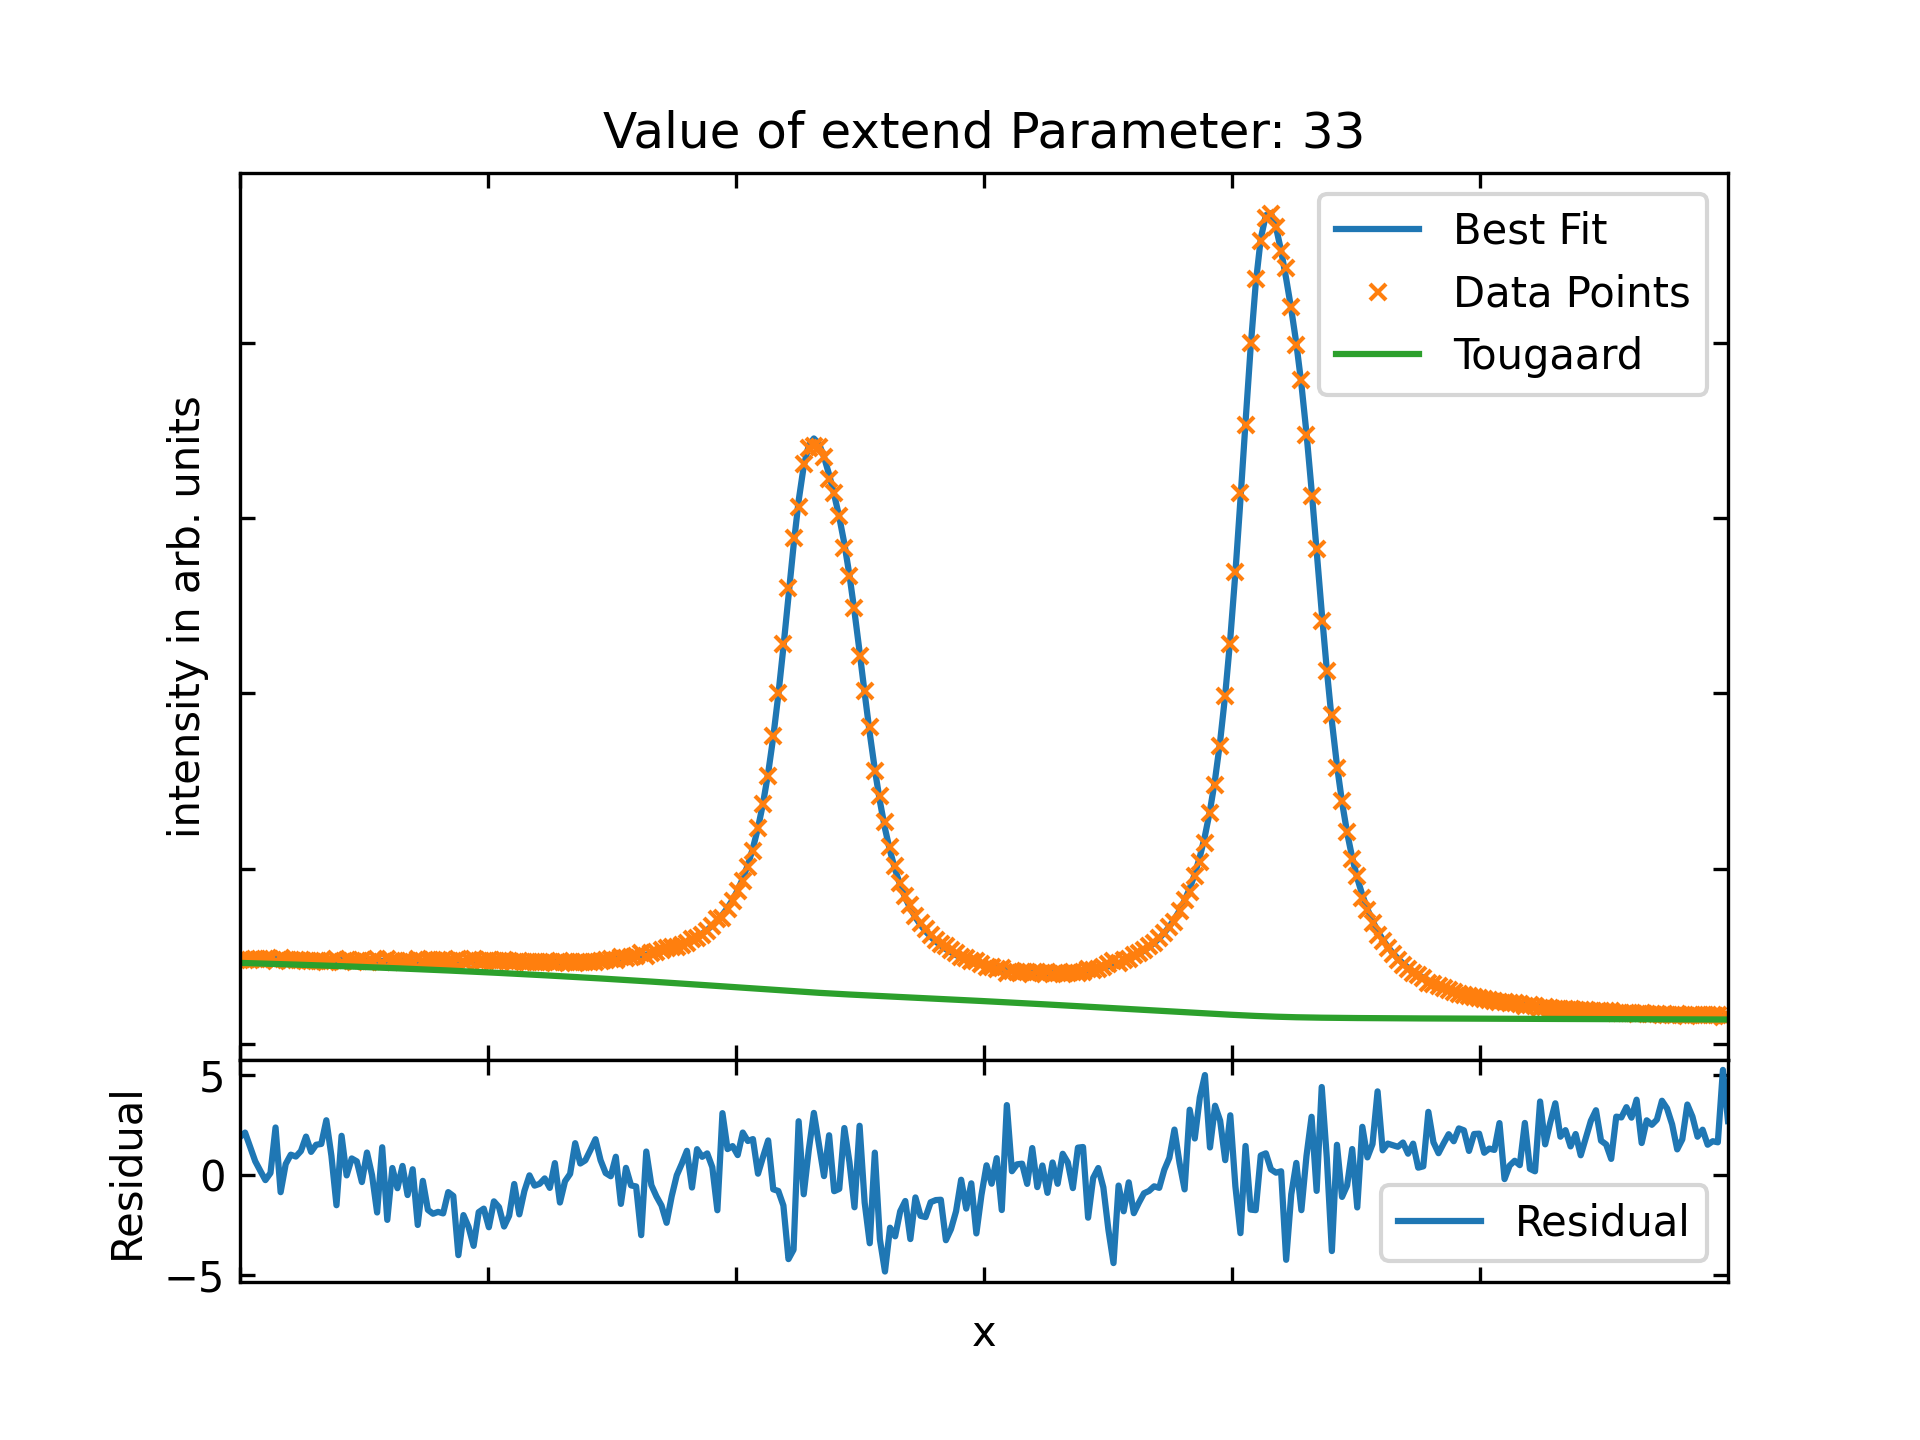 Value of extend Parameter: 33
intensity in arb. units
Best Fit
Data Points
Tougaard
Residual
5
0
−5
Residual
x